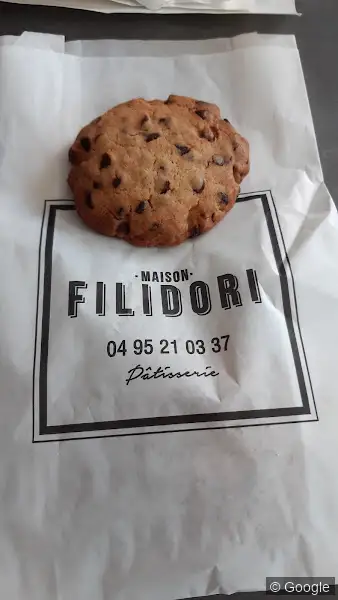 ·MAISON·
FILIDORI
04 95 21 03 37
Pâtisserie
© Google